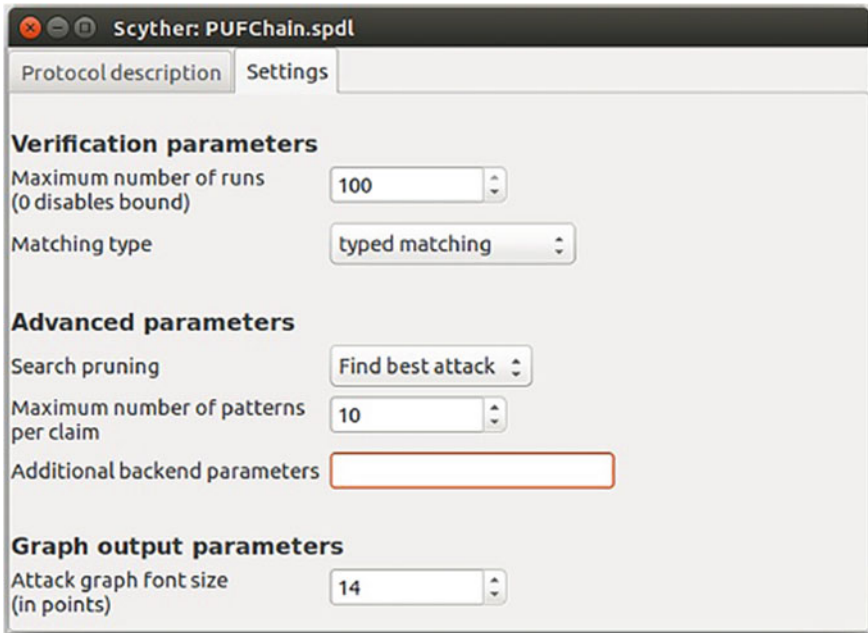 Scyther: PUFChain.spdl
Protocol description Settings
Verification parameters
Maximum number of runs
(0 disables bound)
100
Matching type
typed matching
Advanced parameters
Search pruning
Find best attack
Maximum number of patterns
per claim
10
Additional backend parameters
Graph output parameters
Attack graph font size
(in points)
14